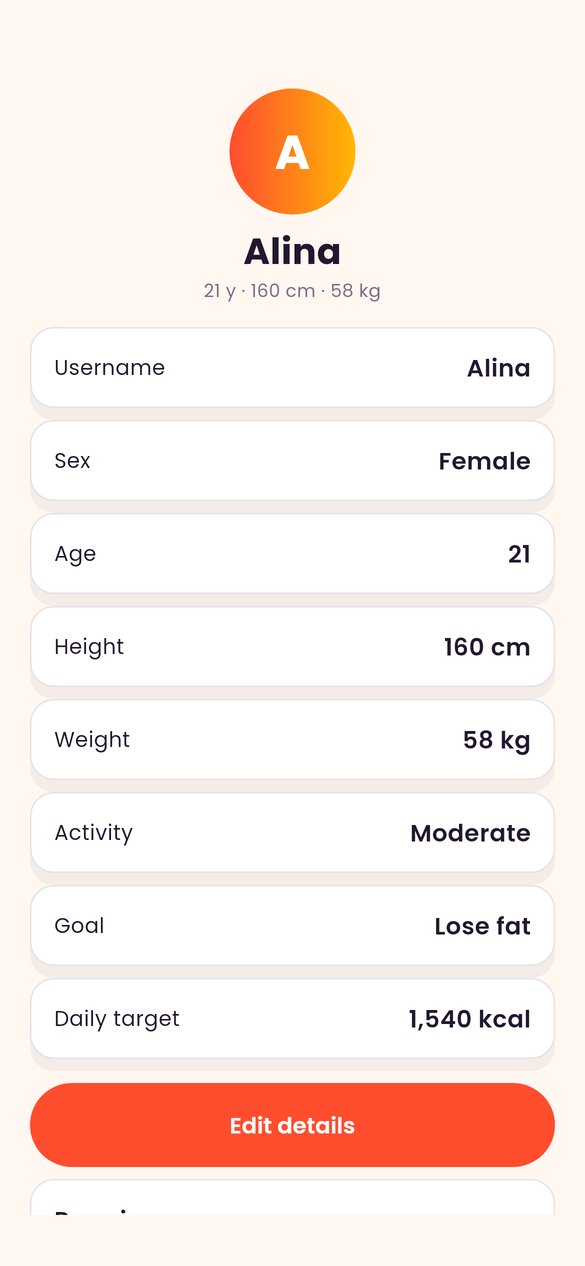 A
Alina
21 y · 160 cm · 58 kg
Username Alina
Sex Female
Age 21
Height 160 cm
Weight 58 kg
Activity Moderate
Goal Lose fat
Daily target 1,540 kcal
Edit details